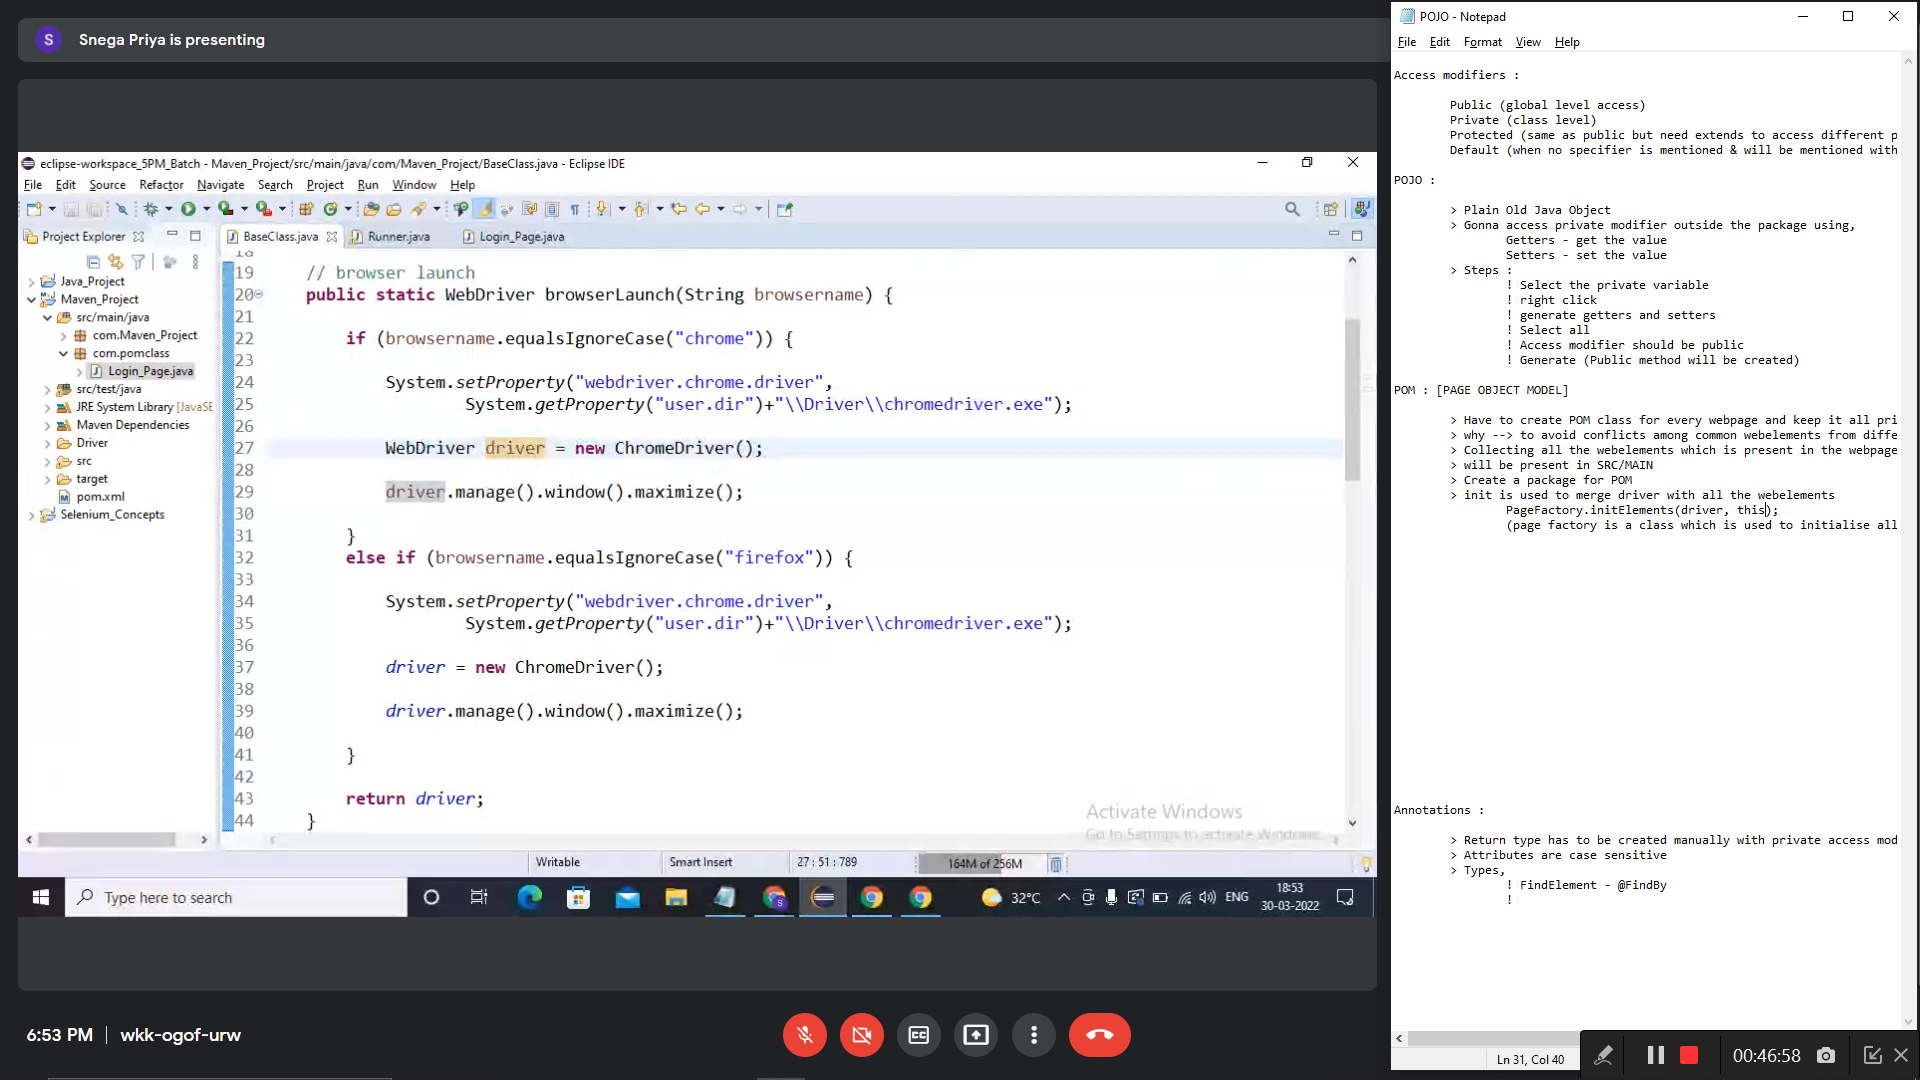 S Snega Priya is presenting
eclipse-workspace_5PM_Batch - Maven_Project/src/main/java/com/Maven_Project/BaseClass.java - Eclipse IDE
File Edit Source Refactor Navigate Search Project Run Window Help
Project Explorer
BaseClass.java Runner.java Login_Page.java
Java_Project
Maven_Project
src/main/java
com.Maven_Project
com.pomclass
Login_Page.java
src/test/java
JRE System Library [JavaSE
Maven Dependencies
Driver
src
target
pom.xml
Selenium_Concepts
18
19 // browser launch
20 public static WebDriver browserLaunch(String browsername) {
21
22 if (browsername.equalsIgnoreCase("chrome")) {
23
24 System.setProperty("webdriver.chrome.driver",
25 System.getProperty("user.dir")+"\\Driver\\chromedriver.exe");
26
27 WebDriver driver = new ChromeDriver();
28
29 driver.manage().window().maximize();
30
31 }
32 else if (browsername.equalsIgnoreCase("firefox")) {
33
34 System.setProperty("webdriver.chrome.driver",
35 System.getProperty("user.dir")+"\\Driver\\chromedriver.exe");
36
37 driver = new ChromeDriver();
38
39 driver.manage().window().maximize();
40
41 }
42
43 return driver;
44 }
Activate Windows
Go to Settings to activate Windows.
Writable Smart Insert 27 : 51 : 789 164M of 256M
Type here to search
32°C ENG 18:53
30-03-2022
6:53 PM | wkk-ogof-urw
POJO - Notepad
File Edit Format View Help
Access modifiers :
Public (global level access)
Private (class level)
Protected (same as public but need extends to access different p
Default (when no specifier is mentioned & will be mentioned with
POJO :
> Plain Old Java Object
> Gonna access private modifier outside the package using,
Getters - get the value
Setters - set the value
> Steps :
! Select the private variable
! right click
! generate getters and setters
! Select all
! Access modifier should be public
! Generate (Public method will be created)
POM : [PAGE OBJECT MODEL]
> Have to create POM class for every webpage and keep it all pri
> why --> to avoid conflicts among common webelements from diffe
> Collecting all the webelements which is present in the webpage
> will be present in SRC/MAIN
> Create a package for POM
> init is used to merge driver with all the webelements
PageFactory.initElements(driver, this);
(page factory is a class which is used to initialise all
Annotations :
> Return type has to be created manually with private access mod
> Attributes are case sensitive
> Types,
! FindElement - @FindBy
!
Ln 31, Col 40
00:46:58